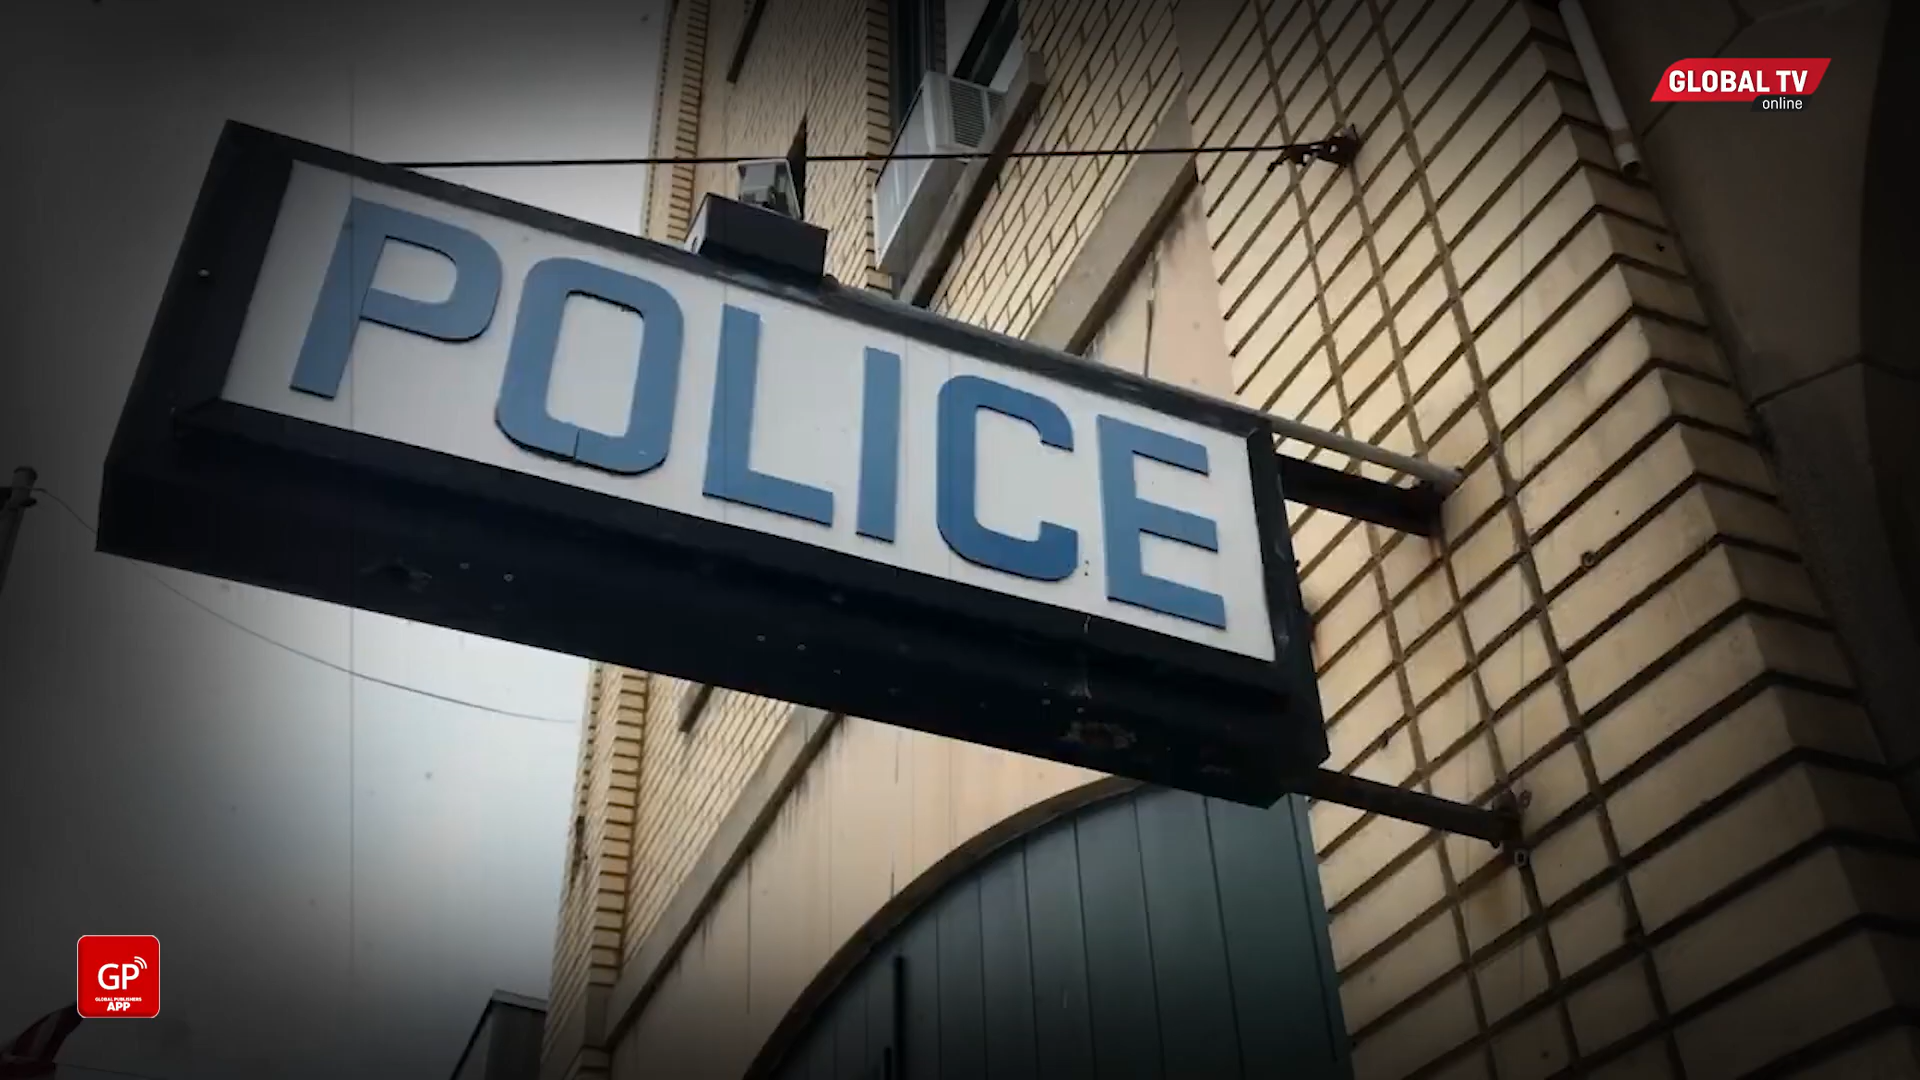 GLOBAL TV
online
POLICE
GP
GLOBAL PUBLISHERS
APP